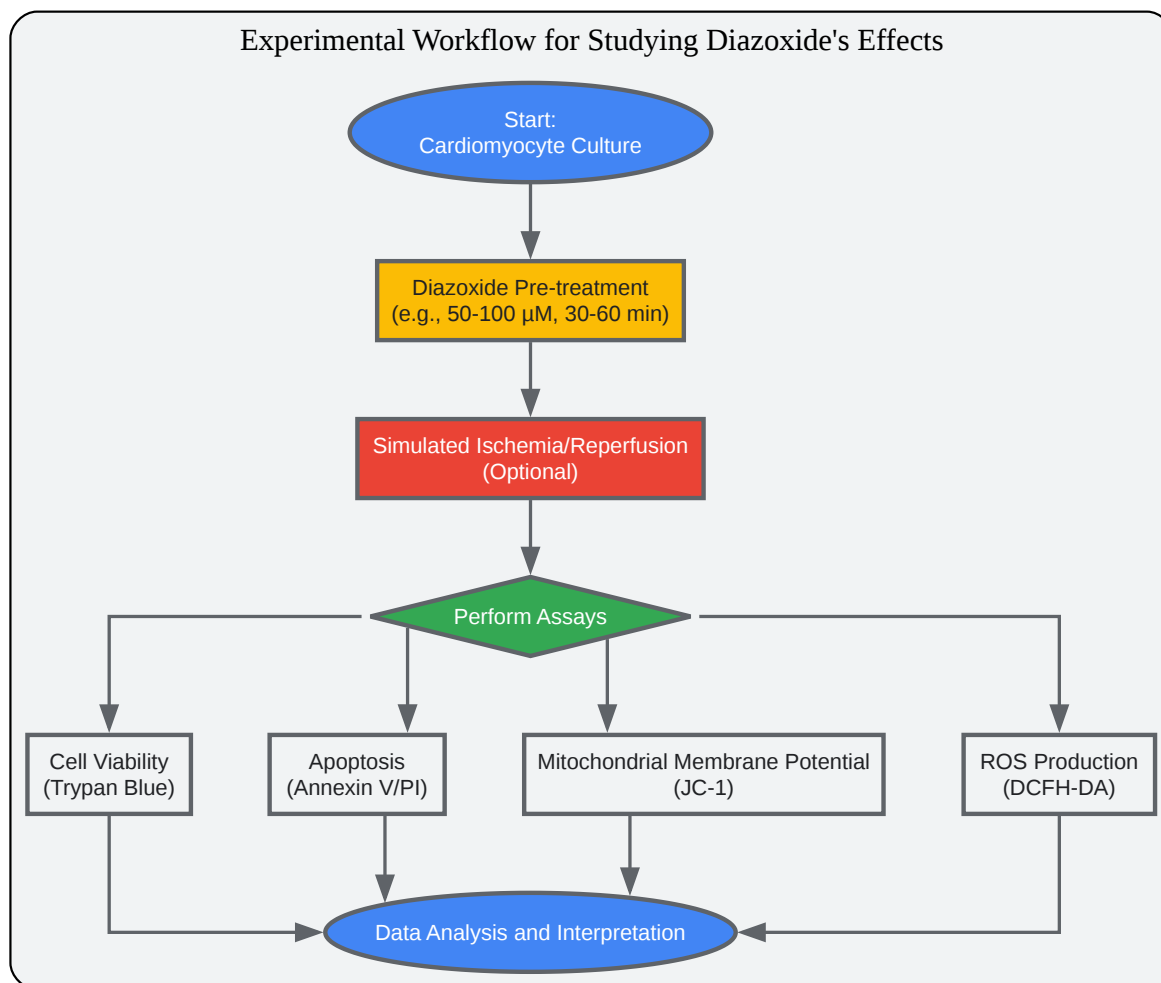 Experimental Workflow for Studying Diazoxide's Effects
Start:
Cardiomyocyte Culture
Diazoxide Pre-treatment
(e.g., 50-100 µM, 30-60 min)
Simulated Ischemia/Reperfusion
(Optional)
Perform Assays
Cell Viability
(Trypan Blue)
Apoptosis
(Annexin V/PI)
Mitochondrial Membrane Potential
(JC-1)
ROS Production
(DCFH-DA)
Data Analysis and Interpretation